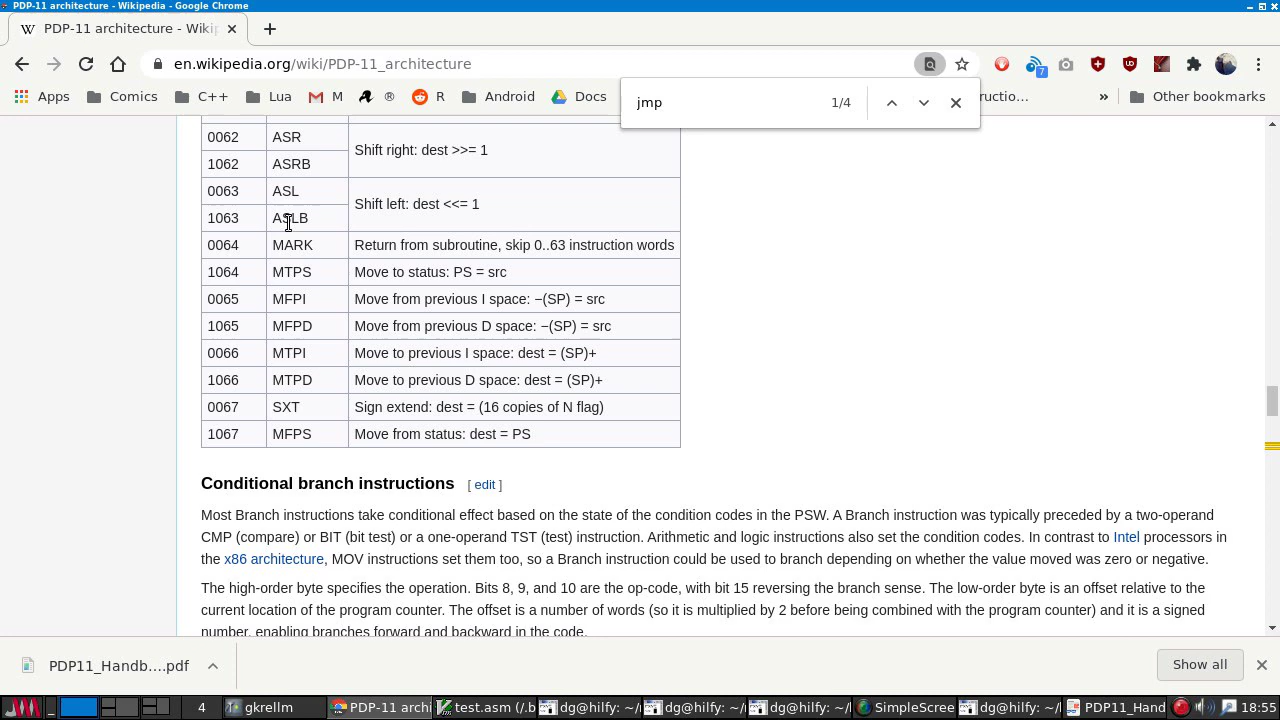 PDP-11 architecture - Wikipedia - Google Chrome
PDP-11 architecture - Wiki
en.wikipedia.org/wiki/PDP-11_architecture
7
Comics
C++
Lua
M
R
Docs
Other bookmarks
jmp 1/4
0062 ASR Shift right: dest >>= 1
1062 ASRB
0063 ASL Shift left: dest <<= 1
1063 ASLB
0064 MARK Return from subroutine, skip 0..63 instruction words
1064 MTPS Move to status: PS = src
0065 MFPI Move from previous I space: −(SP) = src
1065 MFPD Move from previous D space: −(SP) = src
0066 MTPI Move to previous I space: dest = (SP)+
1066 MTPD Move to previous D space: dest = (SP)+
0067 SXT Sign extend: dest = (16 copies of N flag)
1067 MFPS Move from status: dest = PS
Conditional branch instructions [ edit ]
Most Branch instructions take conditional effect based on the state of the condition codes in the PSW. A Branch instruction was typically preceded by a two-operand
CMP (compare) or BIT (bit test) or a one-operand TST (test) instruction. Arithmetic and logic instructions also set the condition codes. In contrast to Intel processors in
the x86 architecture, MOV instructions set them too, so a Branch instruction could be used to branch depending on whether the value moved was zero or negative.
The high-order byte specifies the operation. Bits 8, 9, and 10 are the op-code, with bit 15 reversing the branch sense. The low-order byte is an offset relative to the
current location of the program counter. The offset is a number of words (so it is multiplied by 2 before being combined with the program counter) and it is a signed
number, enabling branches forward and backward in the code.
PDP11_Handb....pdf
Show all
4
gkrellm
PDP-11 archi
test.asm (/.b
dg@hilfy: ~/
dg@hilfy: ~/
dg@hilfy: ~/
SimpleScree
dg@hilfy: ~/
PDP11_Hand
18:55